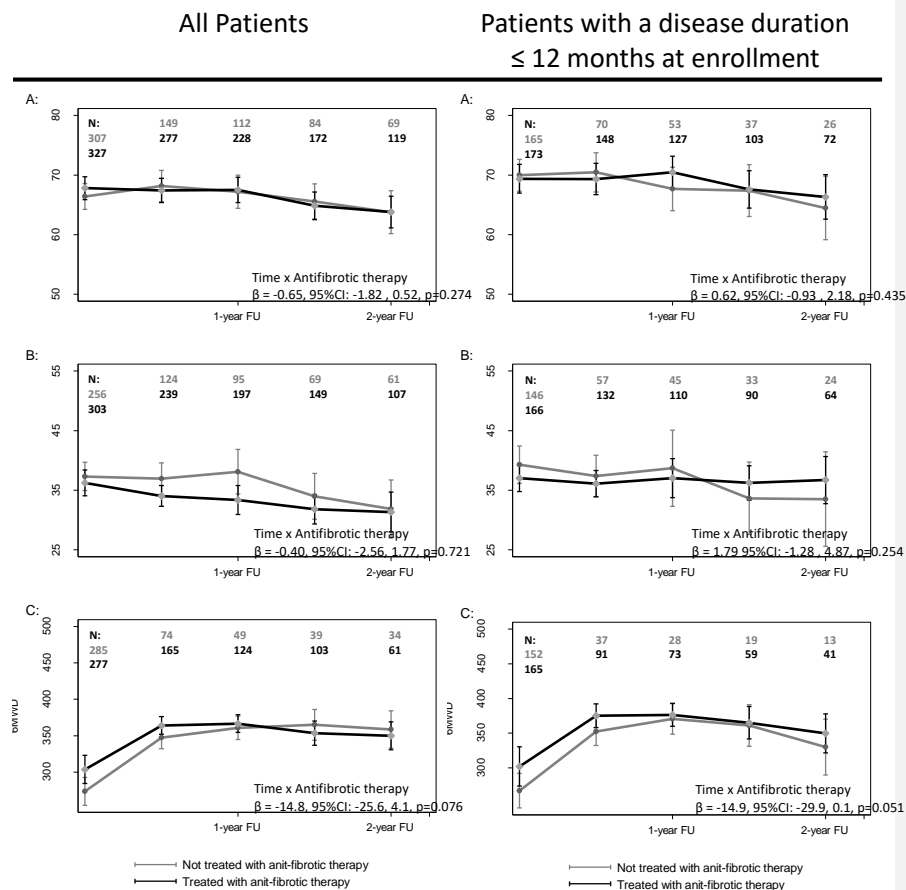 All Patients
Patients with a disease duration
≤ 12 months at enrollment
A:
80
70
60
50
N:
149
112
84
69
307
277
228
172
119
327
Time x Antifibrotic therapy
β = -0.65, 95%CI: -1.82 , 0.52, p=0.274
1-year FU
2-year FU
A:
80
70
60
50
N:
70
53
37
26
165
148
127
103
72
173
Time x Antifibrotic therapy
β = 0.62, 95%CI: -0.93 , 2.18, p=0.435
1-year FU
2-year FU
B:
55
45
35
25
N:
124
95
69
61
256
239
197
149
107
303
Time x Antifibrotic therapy
β = -0.40, 95%CI: -2.56, 1.77, p=0.721
1-year FU
2-year FU
B:
55
45
35
25
N:
57
45
33
24
146
132
110
90
64
166
Time x Antifibrotic therapy
β = 1.79 95%CI: -1.28 , 4.87, p=0.254
1-year FU
2-year FU
C:
500
450
400
350
300
6MWD
N:
74
49
39
34
285
165
124
103
61
277
Time x Antifibrotic therapy
β = -14.8, 95%CI: -25.6, 4.1, p=0.076
1-year FU
2-year FU
C:
500
450
400
350
300
6MWD
N:
37
28
19
13
152
91
73
59
41
165
Time x Antifibrotic therapy
β = -14.9, 95%CI: -29.9, 0.1, p=0.051
1-year FU
2-year FU
Not treated with anit-fibrotic therapy
Treated with anit-fibrotic therapy
Not treated with anit-fibrotic therapy
Treated with anit-fibrotic therapy